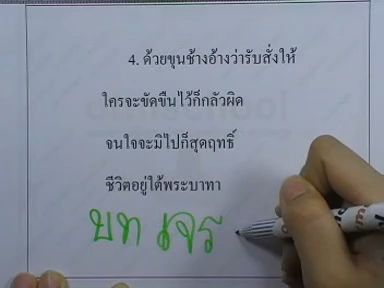 4. ด้วยขุนช้างอ้างว่ารับสั่งให้
ใครจะขัดขืนไว้ก็กลัวผิด
จนใจจะมิไปก็สุดฤทธิ์
ชีวิตอยู่ใต้พระบาทา
บท เจร